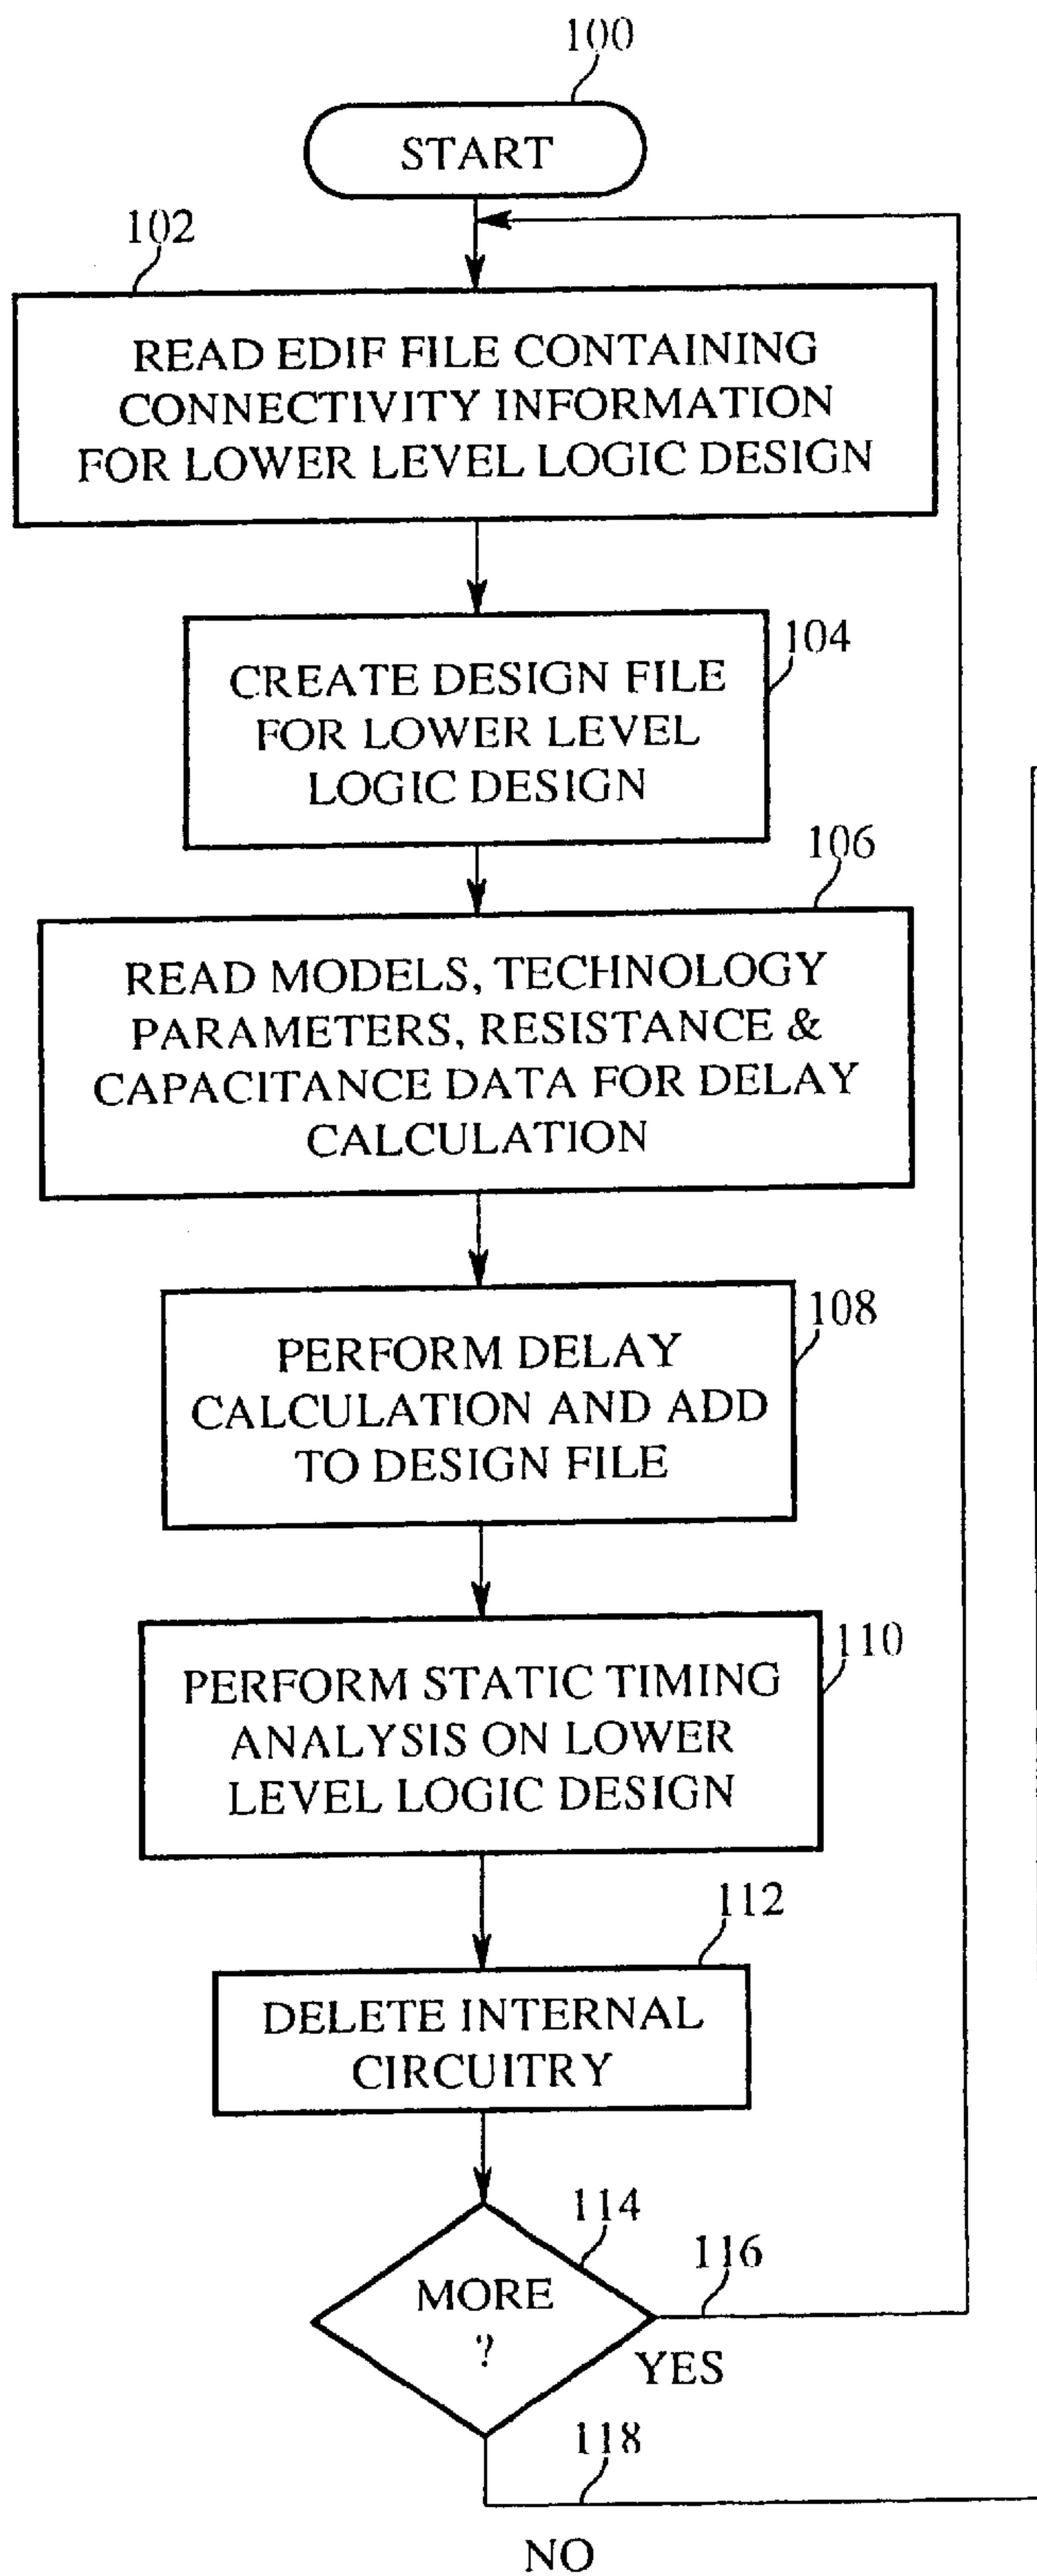 100
START
102
READ EDIF FILE CONTAINING
CONNECTIVITY INFORMATION
FOR LOWER LEVEL LOGIC DESIGN
104
CREATE DESIGN FILE
FOR LOWER LEVEL
LOGIC DESIGN
106
READ MODELS, TECHNOLOGY
PARAMETERS, RESISTANCE &
CAPACITANCE DATA FOR DELAY
CALCULATION
108
PERFORM DELAY
CALCULATION AND ADD
TO DESIGN FILE
110
PERFORM STATIC TIMING
ANALYSIS ON LOWER
LEVEL LOGIC DESIGN
112
DELETE INTERNAL
CIRCUITRY
114
MORE
?
116
YES
118
NO